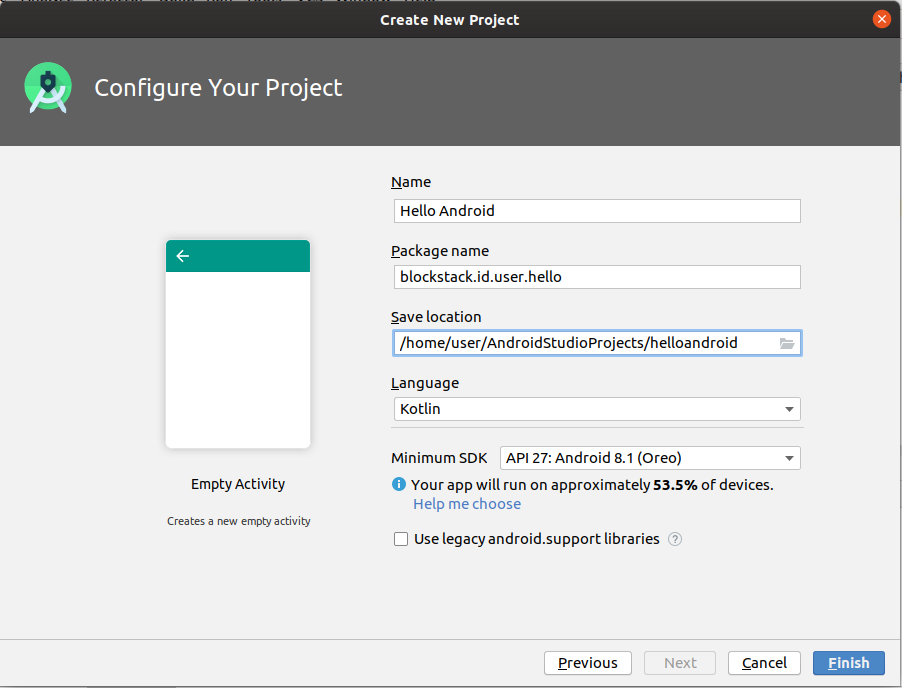 Create New Project
Configure Your Project
Name
Hello Android
Package name
blockstack.id.user.hello
Save location
/home/user/AndroidStudioProjects/helloandroid
Language
Kotlin
Minimum SDK API 27: Android 8.1 (Oreo)
Your app will run on approximately 53.5% of devices.
Help me choose
Use legacy android.support libraries ?
Empty Activity
Creates a new empty activity
Previous Next Cancel Finish